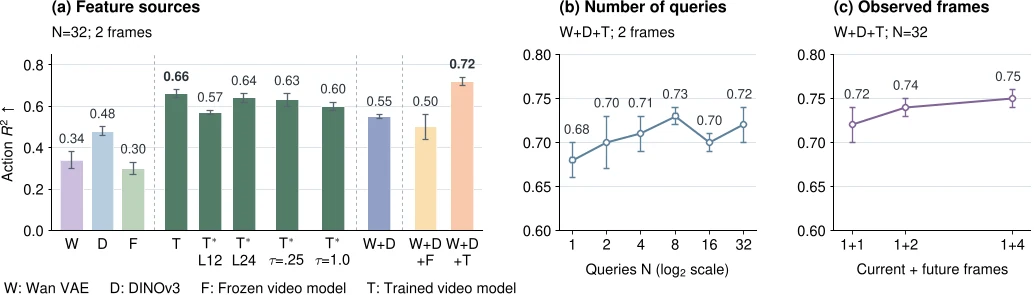 (a) Feature sources
N=32; 2 frames
Action R² ↑
0.8
0.6
0.4
0.2
0.0
0.34
0.48
0.30
0.66
0.57
0.64
0.63
0.60
0.55
0.50
0.72
W D F T T* L12 T* L24 T* τ=.25 T* τ=1.0 W+D W+D +F W+D +T
W: Wan VAE D: DINOv3 F: Frozen video model T: Trained video model
(b) Number of queries
W+D+T; 2 frames
0.80
0.75
0.70
0.65
0.60
0.68
0.70
0.71
0.73
0.70
0.72
1 2 4 8 16 32
Queries N (log₂ scale)
(c) Observed frames
W+D+T; N=32
0.80
0.75
0.70
0.65
0.60
0.72
0.74
0.75
1+1 1+2 1+4
Current + future frames